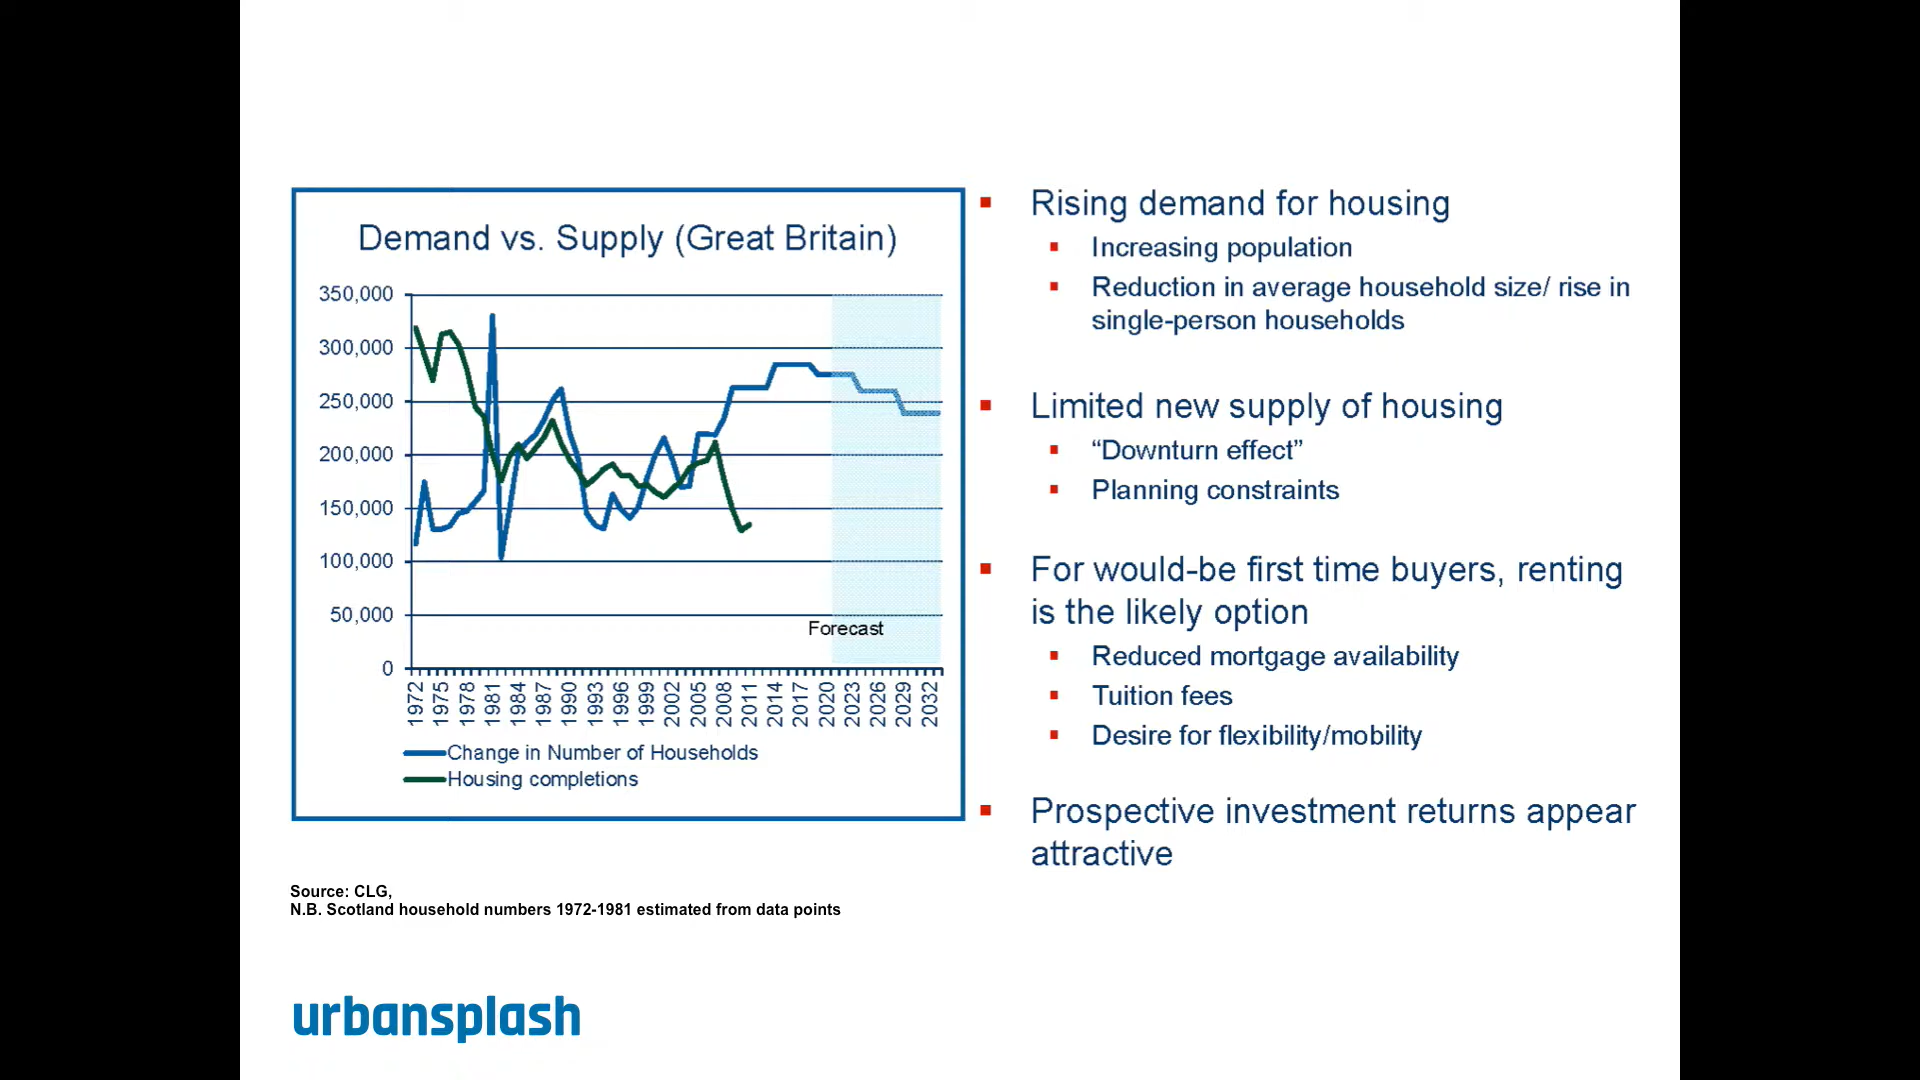 Demand vs. Supply (Great Britain)
350,000
300,000
250,000
200,000
150,000
100,000
50,000
0
Forecast
1972
1975
1978
1981
1984
1987
1990
1993
1996
1999
2002
2005
2008
2011
2014
2017
2020
2023
2026
2029
2032
Change in Number of Households
Housing completions
Rising demand for housing
Increasing population
Reduction in average household size/ rise in
single-person households
Limited new supply of housing
“Downturn effect”
Planning constraints
For would-be first time buyers, renting
is the likely option
Reduced mortgage availability
Tuition fees
Desire for flexibility/mobility
Prospective investment returns appear
attractive
Source: CLG,
N.B. Scotland household numbers 1972-1981 estimated from data points
urbansplash